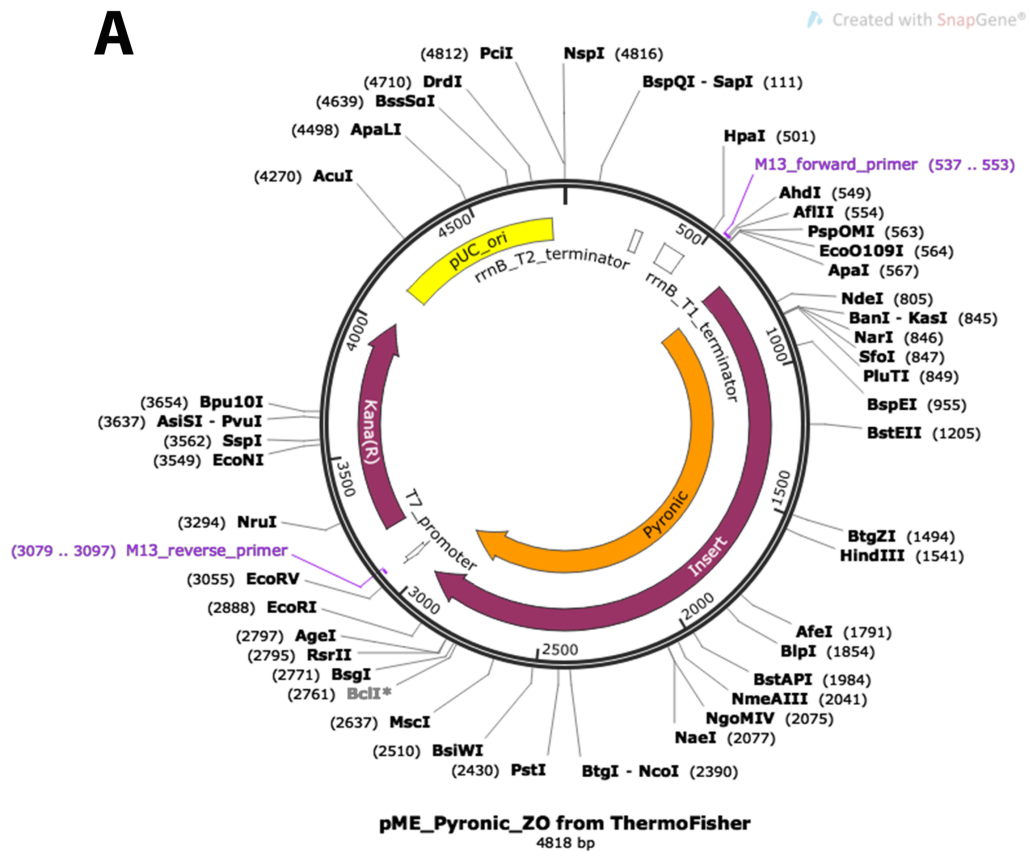 A
Created with SnapGene®
(4812) PciI
NspI (4816)
(4710) DrdI
BspQI - SapI (111)
(4639) BssSαI
(4498) ApaLI
HpaI (501)
M13_forward_primer (537 .. 553)
(4270) AcuI
AhdI (549)
AflII (554)
PspOMI (563)
EcoO109I (564)
ApaI (567)
NdeI (805)
BanI - KasI (845)
NarI (846)
SfoI (847)
PluTI (849)
BspEI (955)
BstEII (1205)
BtgZI (1494)
HindIII (1541)
AfeI (1791)
BlpI (1854)
BstAPI (1984)
NmeAIII (2041)
NgoMIV (2075)
NaeI (2077)
BtgI - NcoI (2390)
(2430) PstI
(2510) BsiWI
(2637) MscI
(2761) BclI*
(2771) BsgI
(2795) RsrII
(2797) AgeI
(2888) EcoRI
(3055) EcoRV
(3079 .. 3097) M13_reverse_primer
(3294) NruI
(3549) EcoNI
(3562) SspI
(3637) AsiSI - PvuI
(3654) Bpu10I
500
1000
1500
2000
2500
3000
3500
4000
4500
pUC_ori
rrnB_T2_terminator
rrnB_T1_terminator
Kana(R)
T7_promoter
Pyronic
Insert
pME_Pyronic_ZO from ThermoFisher
4818 bp